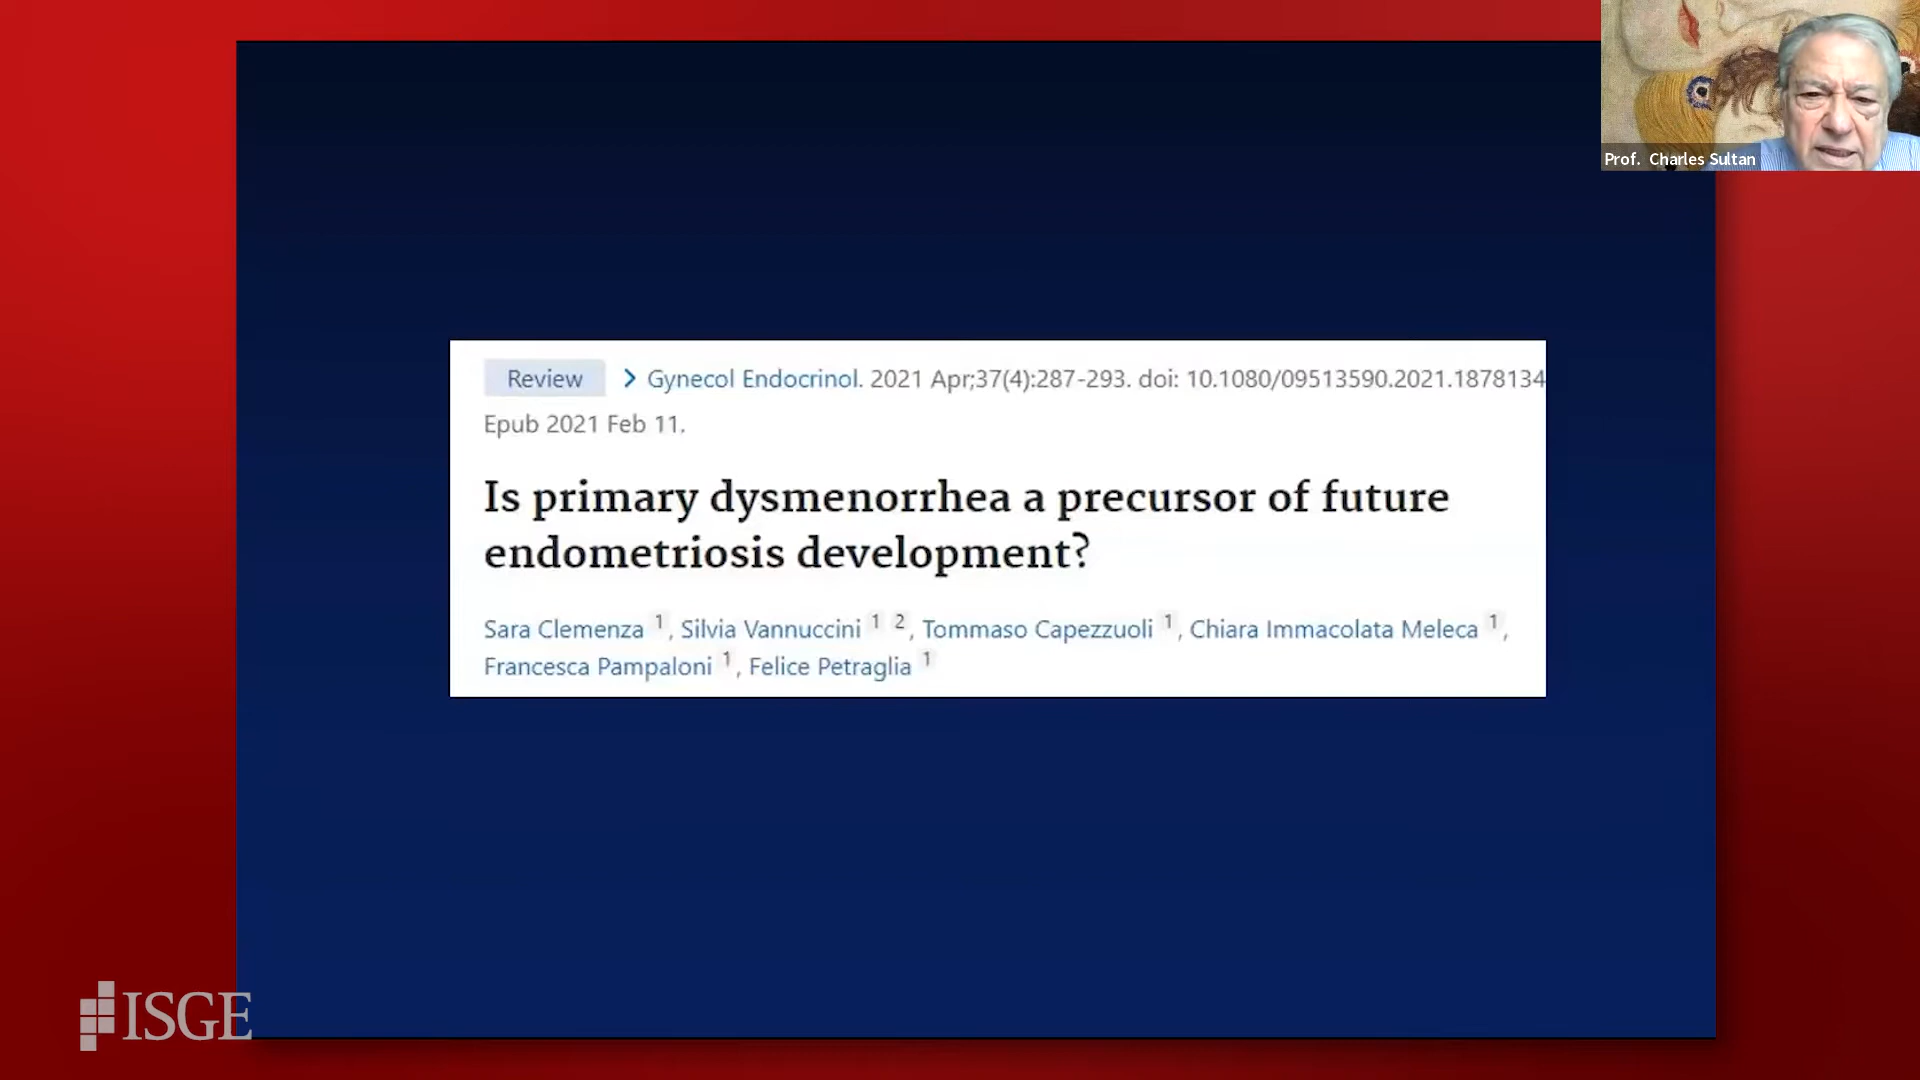 Prof. Charles Sultan
Review > Gynecol Endocrinol. 2021 Apr;37(4):287-293. doi: 10.1080/09513590.2021.1878134
Epub 2021 Feb 11.
Is primary dysmenorrhea a precursor of future
endometriosis development?
Sara Clemenza 1, Silvia Vannuccini 1 2, Tommaso Capezzuoli 1, Chiara Immacolata Meleca 1,
Francesca Pampaloni 1, Felice Petraglia 1
ISGE